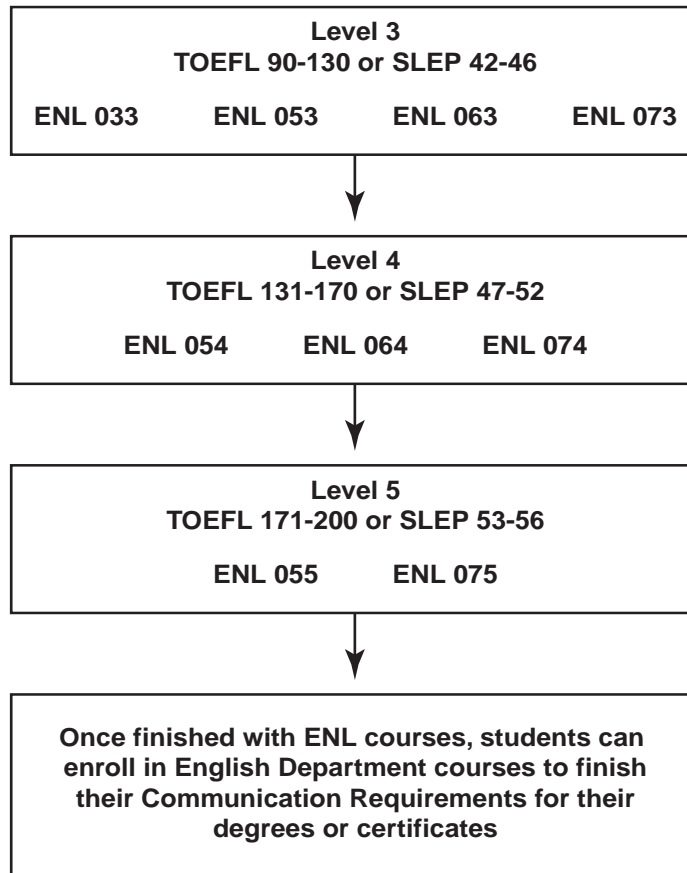 Level 3
TOEFL 90-130 or SLEP 42-46
ENL 033 ENL 053 ENL 063 ENL 073
Level 4
TOEFL 131-170 or SLEP 47-52
ENL 054 ENL 064 ENL 074
Level 5
TOEFL 171-200 or SLEP 53-56
ENL 055 ENL 075
Once finished with ENL courses, students can
enroll in English Department courses to finish
their Communication Requirements for their
degrees or certificates